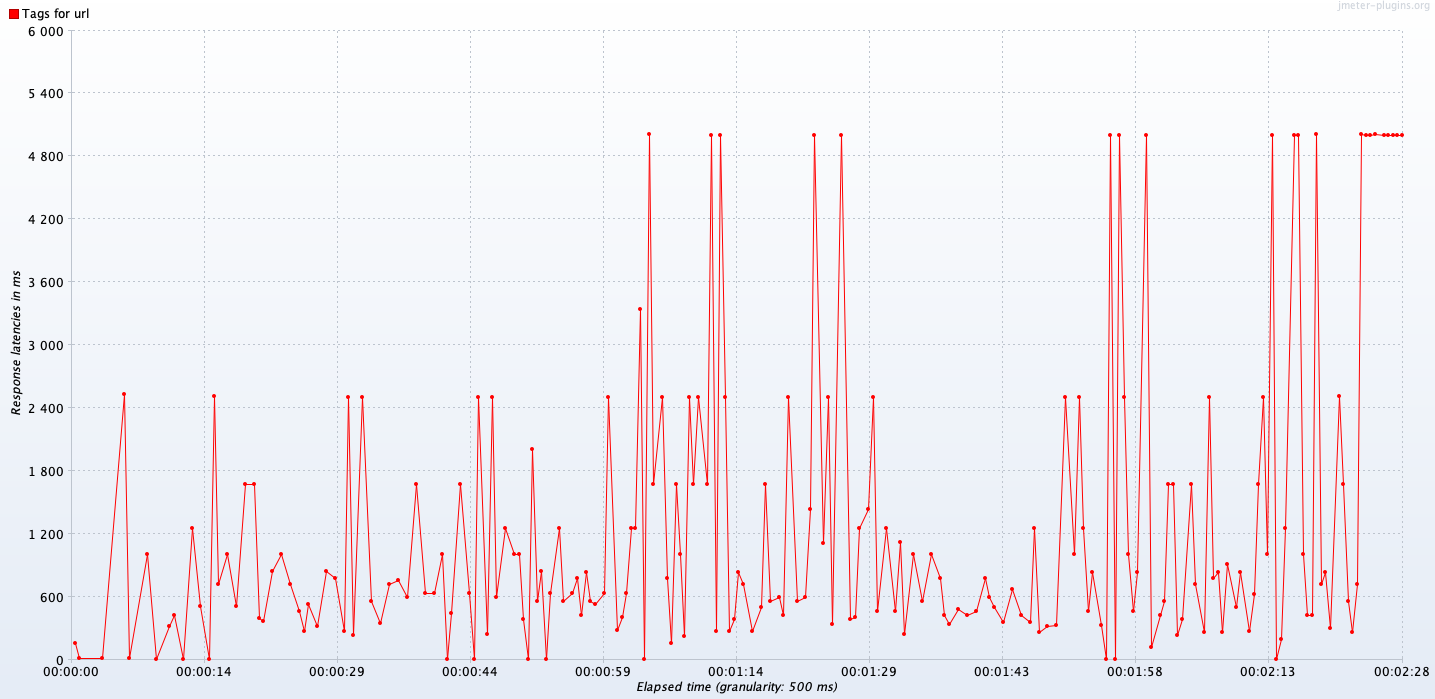 Tags for url
jmeter-plugins.org
6 000
5 400
4 800
4 200
3 600
3 000
2 400
1 800
1 200
600
0
Response latencies in ms
00:00:00 00:00:14 00:00:29 00:00:44 00:00:59 00:01:14 00:01:29 00:01:43 00:01:58 00:02:13 00:02:28
Elapsed time (granularity: 500 ms)